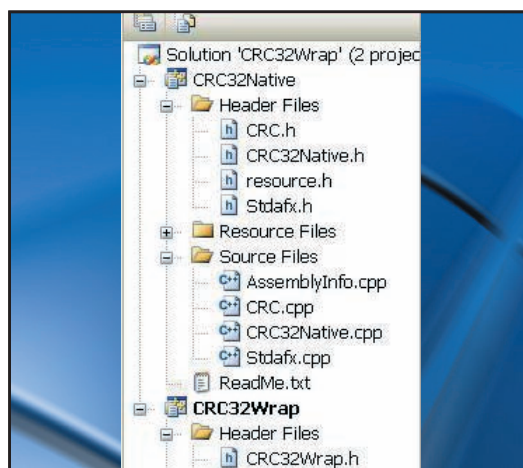 Solution 'CRC32Wrap' (2 projec
CRC32Native
Header Files
CRC.h
CRC32Native.h
resource.h
Stdafx.h
Resource Files
Source Files
AssemblyInfo.cpp
CRC.cpp
CRC32Native.cpp
Stdafx.cpp
ReadMe.txt
CRC32Wrap
Header Files
CRC32Wrap.h